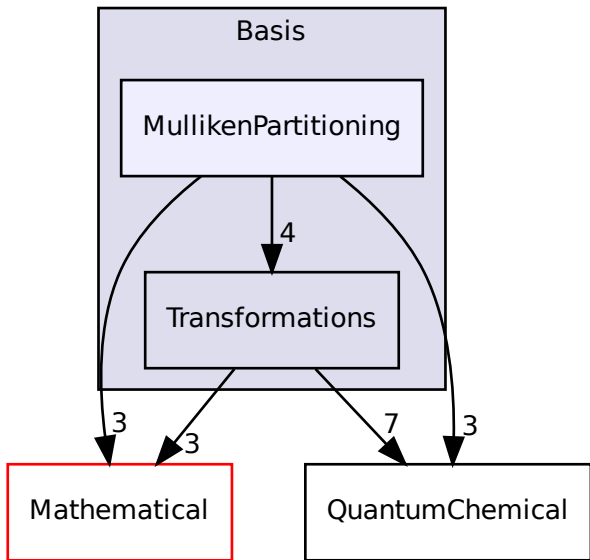 Basis
MullikenPartitioning
4
Transformations
3
3
7
3
Mathematical
QuantumChemical